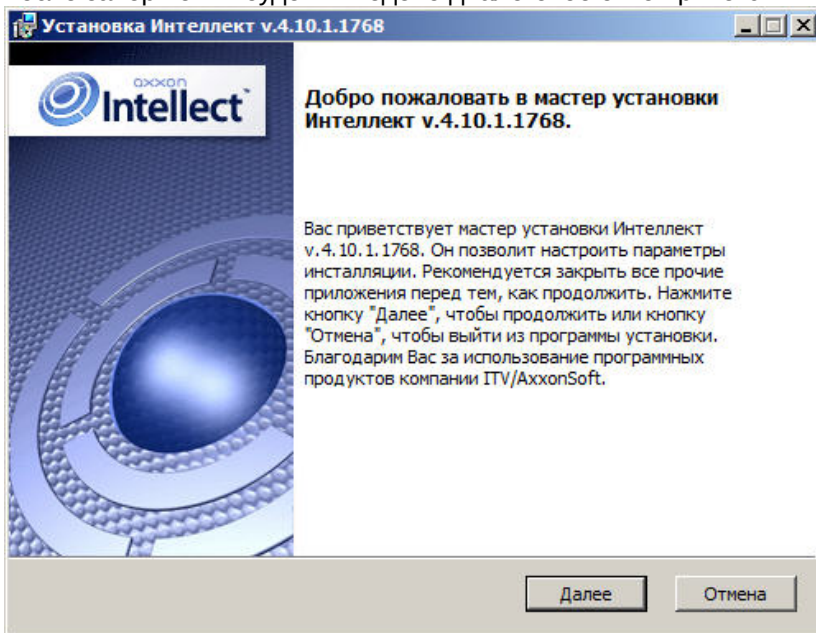 Установка Интеллект v.4.10.1.1768
axxon
Intellect
Добро пожаловать в мастер установки
Интеллект v.4.10.1.1768.
Вас приветствует мастер установки Интеллект
v.4.10.1.1768. Он позволит настроить параметры
инсталляции. Рекомендуется закрыть все прочие
приложения перед тем, как продолжить. Нажмите
кнопку "Далее", чтобы продолжить или кнопку
"Отмена", чтобы выйти из программы установки.
Благодарим Вас за использование программных
продуктов компании ITV/AxxonSoft.
Далее
Отмена